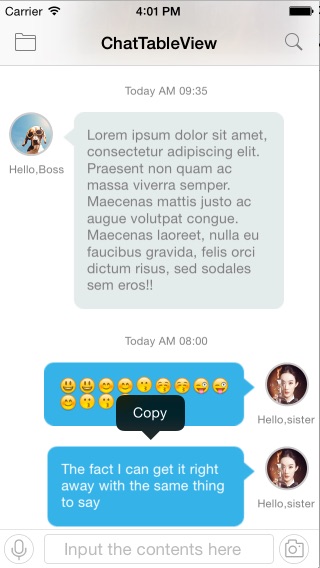 Carrier 4:01 PM
ChatTableView
Today AM 09:35
Lorem ipsum dolor sit amet,
consectetur adipiscing elit.
Praesent non quam ac
massa viverra semper.
Maecenas mattis justo ac
augue volutpat congue.
Maecenas laoreet, nulla eu
faucibus gravida, felis orci
dictum risus, sed sodales
sem eros!!
Hello,Boss
Today AM 08:00
😃😃😊😊😗😚😚😜😜
😊😗😗
Hello,sister
Copy
The fact I can get it right
away with the same thing
to say
Hello,sister
Input the contents here